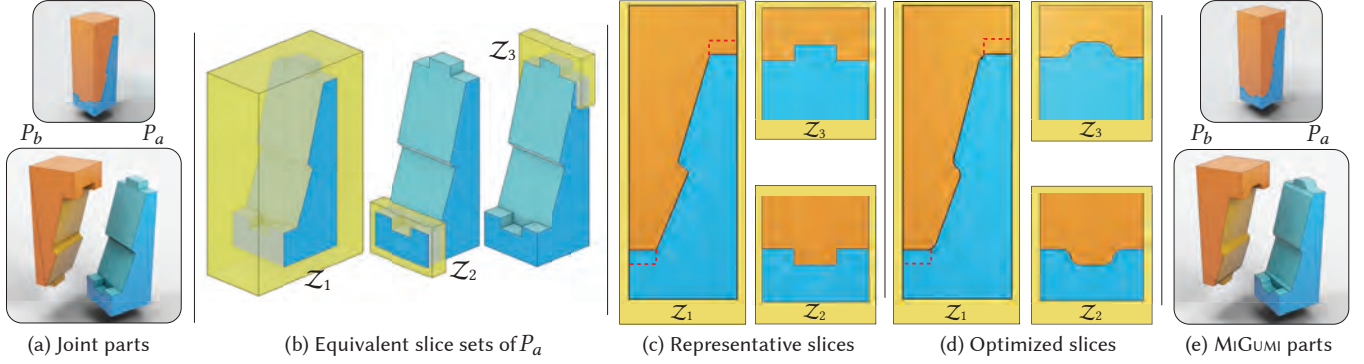 P_b P_a
(a) Joint parts
Z_1 Z_2 Z_3
(b) Equivalent slice sets of P_a
Z_1 Z_3 Z_2
(c) Representative slices
Z_1 Z_3 Z_2
(d) Optimized slices
P_b P_a
(e) MIGUMI parts